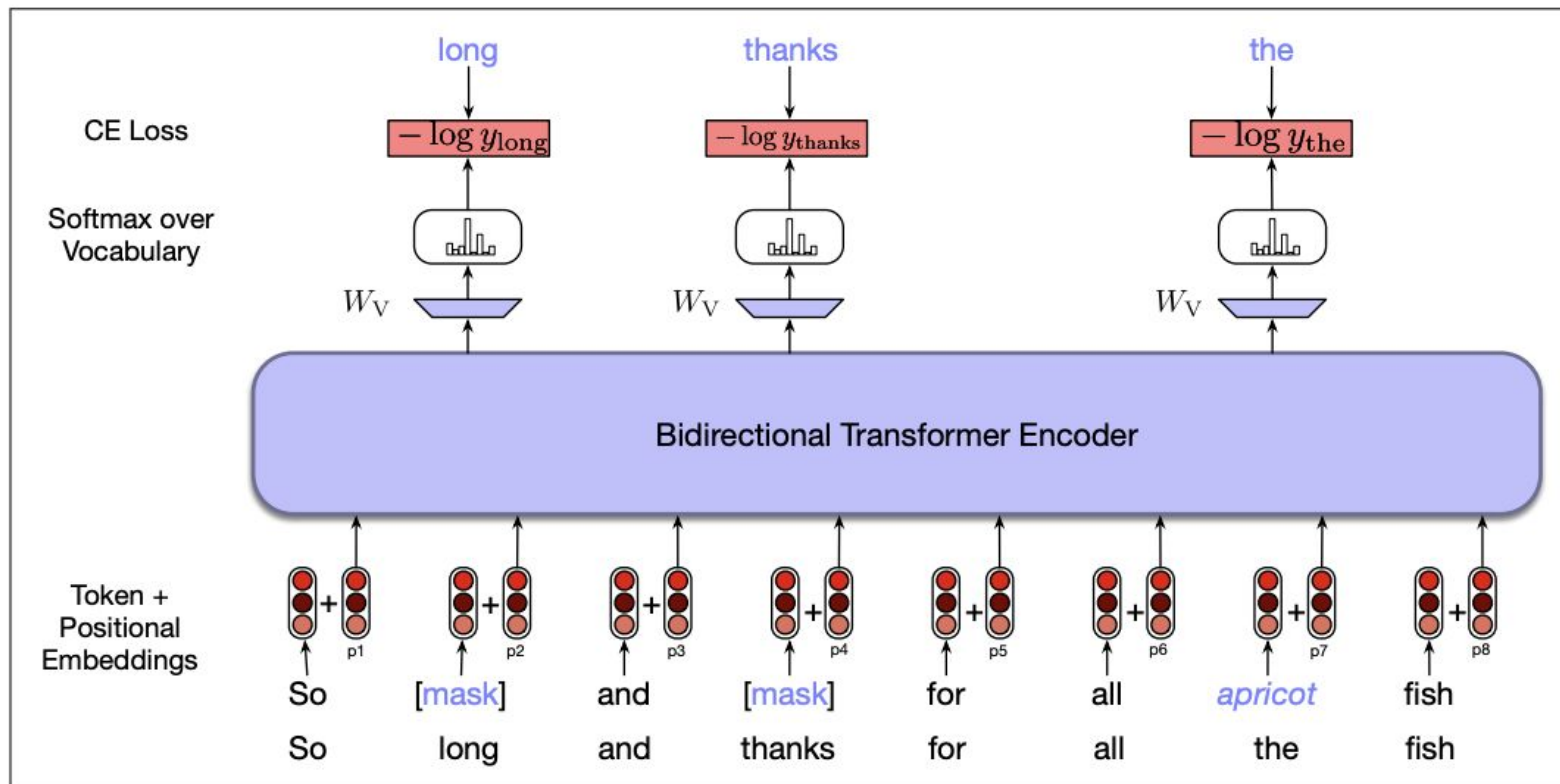 long thanks the
CE Loss
− log y_long − log y_thanks − log y_the
Softmax over
Vocabulary
W_V W_V W_V
Bidirectional Transformer Encoder
Token +
Positional
Embeddings
+ + + + + + + +
p1 p2 p3 p4 p5 p6 p7 p8
So [mask] and [mask] for all apricot fish
So long and thanks for all the fish